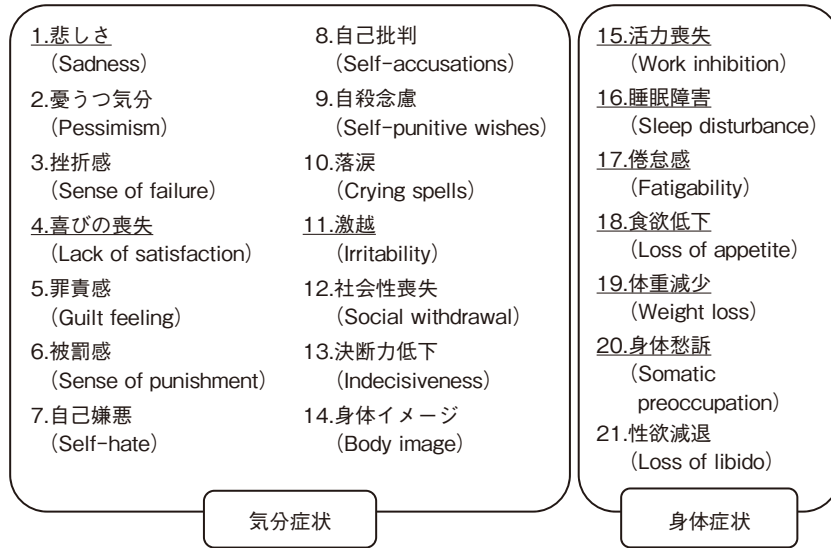 1.悲しさ
(Sadness)
2.憂うつ気分
(Pessimism)
3.挫折感
(Sense of failure)
4.喜びの喪失
(Lack of satisfaction)
5.罪責感
(Guilt feeling)
6.被罰感
(Sense of punishment)
7.自己嫌悪
(Self-hate)
8.自己批判
(Self-accusations)
9.自殺念慮
(Self-punitive wishes)
10.落涙
(Crying spells)
11.激越
(Irritability)
12.社会性喪失
(Social withdrawal)
13.決断力低下
(Indecisiveness)
14.身体イメージ
(Body image)
気分症状
15.活力喪失
(Work inhibition)
16.睡眠障害
(Sleep disturbance)
17.倦怠感
(Fatigability)
18.食欲低下
(Loss of appetite)
19.体重減少
(Weight loss)
20.身体愁訴
(Somatic
preoccupation)
21.性欲減退
(Loss of libido)
身体症状